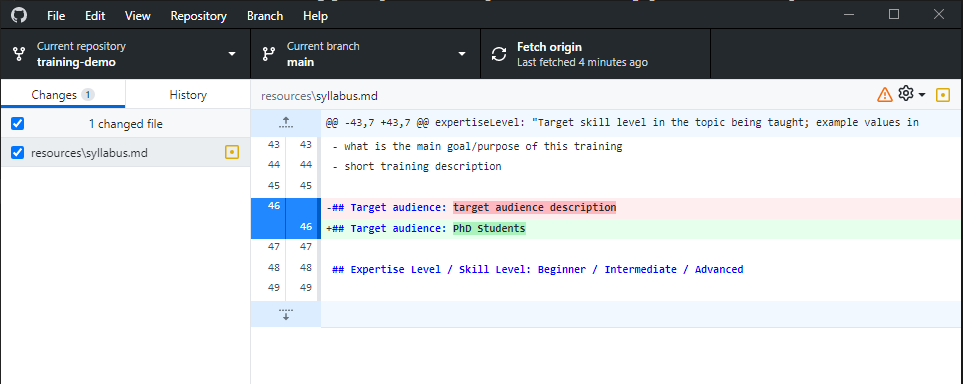 File Edit View Repository Branch Help
Current repository
training-demo
Current branch
main
Fetch origin
Last fetched 4 minutes ago
Changes 1 History
resources\syllabus.md
1 changed file
resources\syllabus.md
@@ -43,7 +43,7 @@ expertiseLevel: "Target skill level in the topic being taught; example values in
43 43 - what is the main goal/purpose of this training
44 44 - short training description
45 45
46 -## Target audience: target audience description
46 +## Target audience: PhD Students
47 47
48 48 ## Expertise Level / Skill Level: Beginner / Intermediate / Advanced
49 49